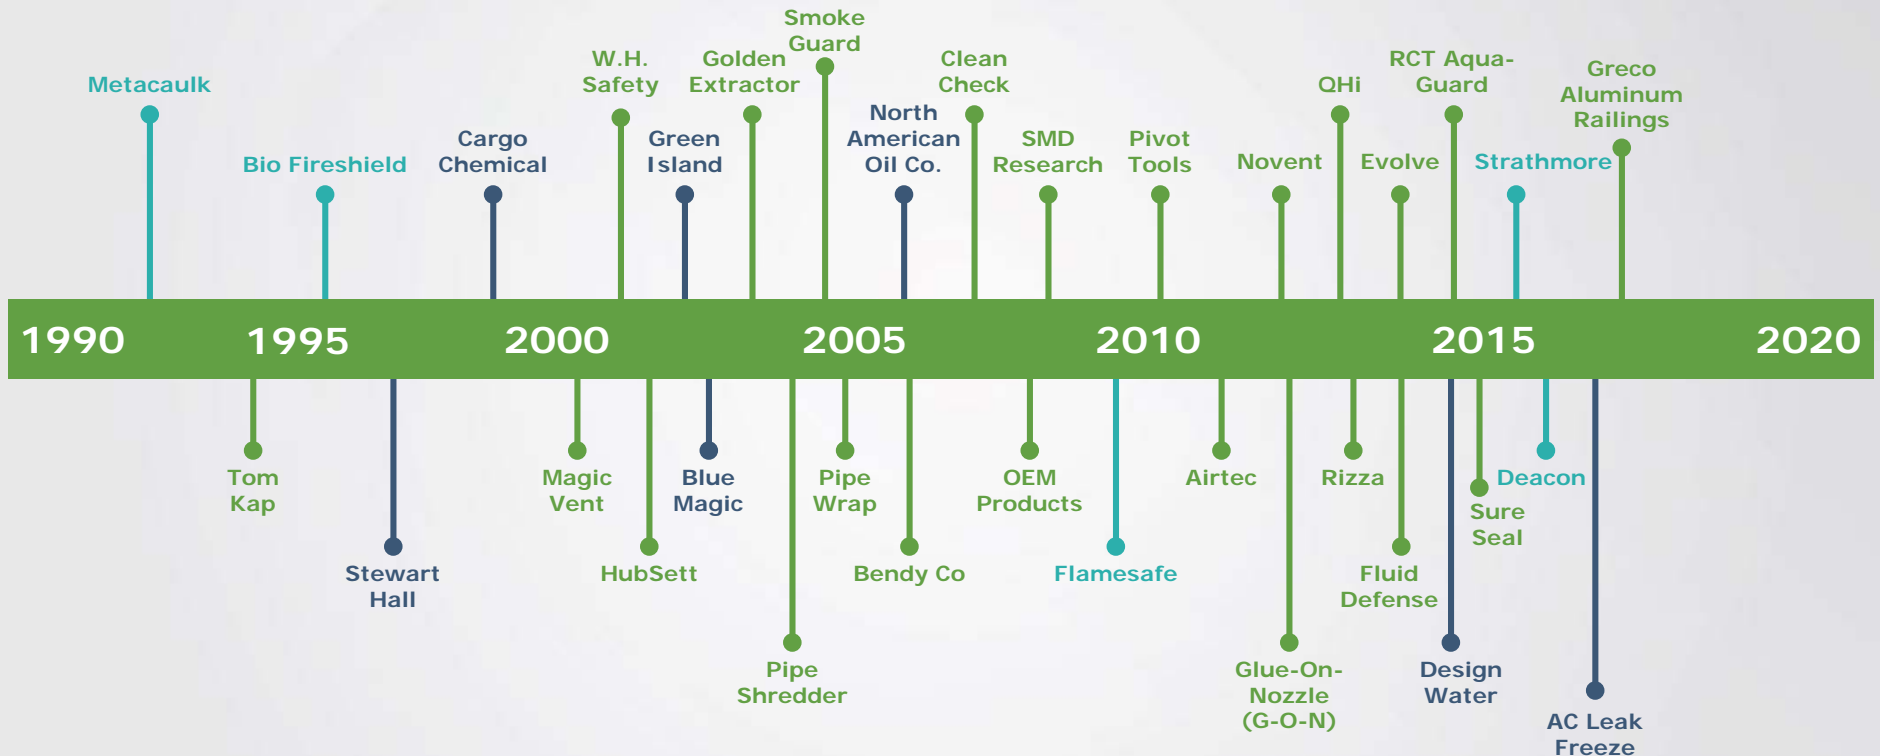 Metacaulk
Bio Fireshield
Cargo
Chemical
W.H.
Safety
Green
Island
Golden
Extractor
Smoke
Guard
North
American
Oil Co.
Clean
Check
SMD
Research
Pivot
Tools
Novent
QHi
Evolve
RCT Aqua-
Guard
Strathmore
Greco
Aluminum
Railings
1990 1995 2000 2005 2010 2015 2020
Tom
Kap
Stewart
Hall
Magic
Vent
HubSett
Blue
Magic
Pipe
Shredder
Pipe
Wrap
Bendy Co
OEM
Products
Flamesafe
Airtec
Glue-On-
Nozzle
(G-O-N)
Rizza
Fluid
Defense
Design
Water
Sure
Seal
Deacon
AC Leak
Freeze